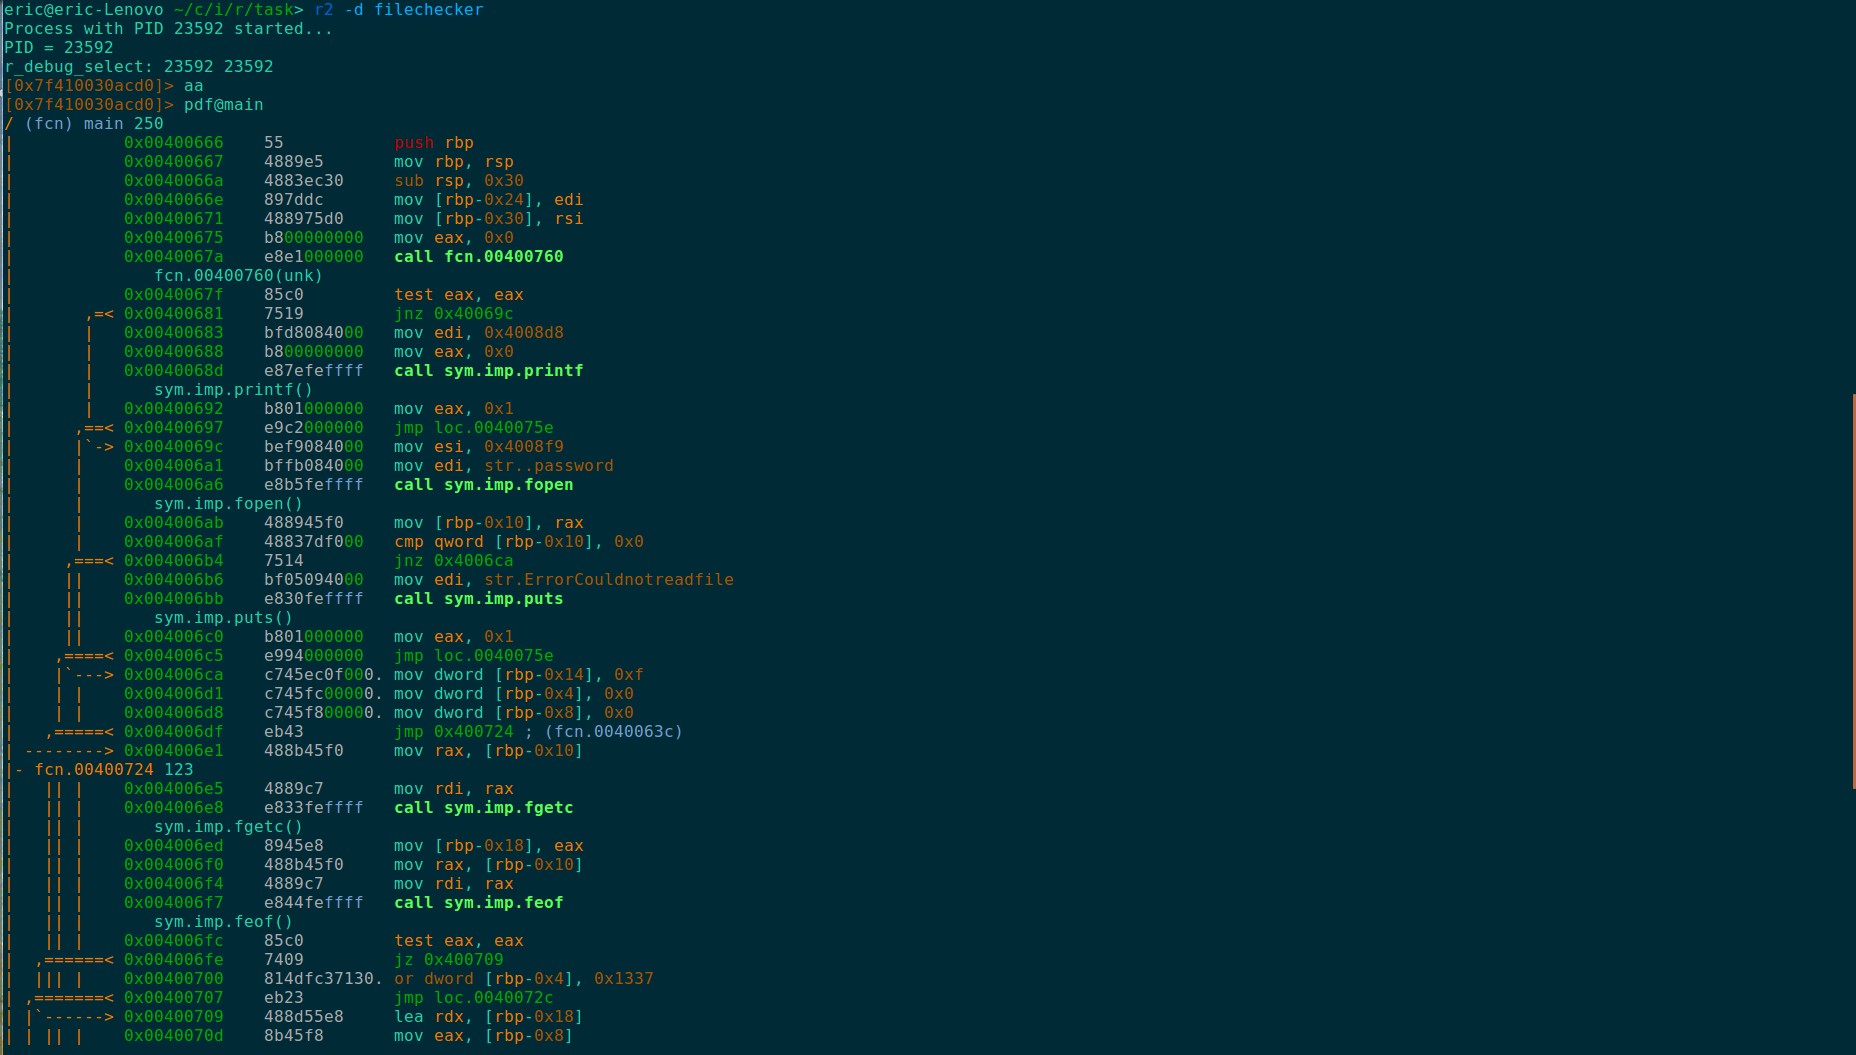 eric@eric-Lenovo ~/c/i/r/task> r2 -d filechecker
Process with PID 23592 started...
PID = 23592
r_debug_select: 23592 23592
[0x7f410030acd0]> aa
[0x7f410030acd0]> pdf@main
/ (fcn) main 250
|           0x00400666    55           push rbp
|           0x00400667    4889e5       mov rbp, rsp
|           0x0040066a    4883ec30     sub rsp, 0x30
|           0x0040066e    897ddc       mov [rbp-0x24], edi
|           0x00400671    488975d0     mov [rbp-0x30], rsi
|           0x00400675    b800000000   mov eax, 0x0
|           0x0040067a    e8e1000000   call fcn.00400760
|              fcn.00400760(unk)
|           0x0040067f    85c0         test eax, eax
|       ,=< 0x00400681    7519         jnz 0x40069c
|       |   0x00400683    bfd8084000   mov edi, 0x4008d8
|       |   0x00400688    b800000000   mov eax, 0x0
|       |   0x0040068d    e87efeffff   call sym.imp.printf
|       |      sym.imp.printf()
|       |   0x00400692    b801000000   mov eax, 0x1
|      ,==< 0x00400697    e9c2000000   jmp loc.0040075e
|      |`-> 0x0040069c    bef9084000   mov esi, 0x4008f9
|      |    0x004006a1    bffb084000   mov edi, str..password
|      |    0x004006a6    e8b5feffff   call sym.imp.fopen
|      |       sym.imp.fopen()
|      |    0x004006ab    488945f0     mov [rbp-0x10], rax
|      |    0x004006af    48837df000   cmp qword [rbp-0x10], 0x0
|     ,===< 0x004006b4    7514         jnz 0x4006ca
|     ||    0x004006b6    bf05094000   mov edi, str.ErrorCouldnotreadfile
|     ||    0x004006bb    e830feffff   call sym.imp.puts
|     ||       sym.imp.puts()
|     ||    0x004006c0    b801000000   mov eax, 0x1
|    ,====< 0x004006c5    e994000000   jmp loc.0040075e
|    |`---> 0x004006ca    c745ec0f000. mov dword [rbp-0x14], 0xf
|    | |    0x004006d1    c745fc00000. mov dword [rbp-0x4], 0x0
|    | |    0x004006d8    c745f800000. mov dword [rbp-0x8], 0x0
|   ,=====< 0x004006df    eb43         jmp 0x400724 ; (fcn.0040063c)
| --------> 0x004006e1    488b45f0     mov rax, [rbp-0x10]
|- fcn.00400724 123
|   || |    0x004006e5    4889c7       mov rdi, rax
|   || |    0x004006e8    e833feffff   call sym.imp.fgetc
|   || |       sym.imp.fgetc()
|   || |    0x004006ed    8945e8       mov [rbp-0x18], eax
|   || |    0x004006f0    488b45f0     mov rax, [rbp-0x10]
|   || |    0x004006f4    4889c7       mov rdi, rax
|   || |    0x004006f7    e844feffff   call sym.imp.feof
|   || |       sym.imp.feof()
|   || |    0x004006fc    85c0         test eax, eax
|  ,======< 0x004006fe    7409         jz 0x400709
|  ||| |    0x00400700    814dfc37130. or dword [rbp-0x4], 0x1337
| ,=======< 0x00400707    eb23         jmp loc.0040072c
| |`------> 0x00400709    488d55e8     lea rdx, [rbp-0x18]
| | || |    0x0040070d    8b45f8       mov eax, [rbp-0x8]